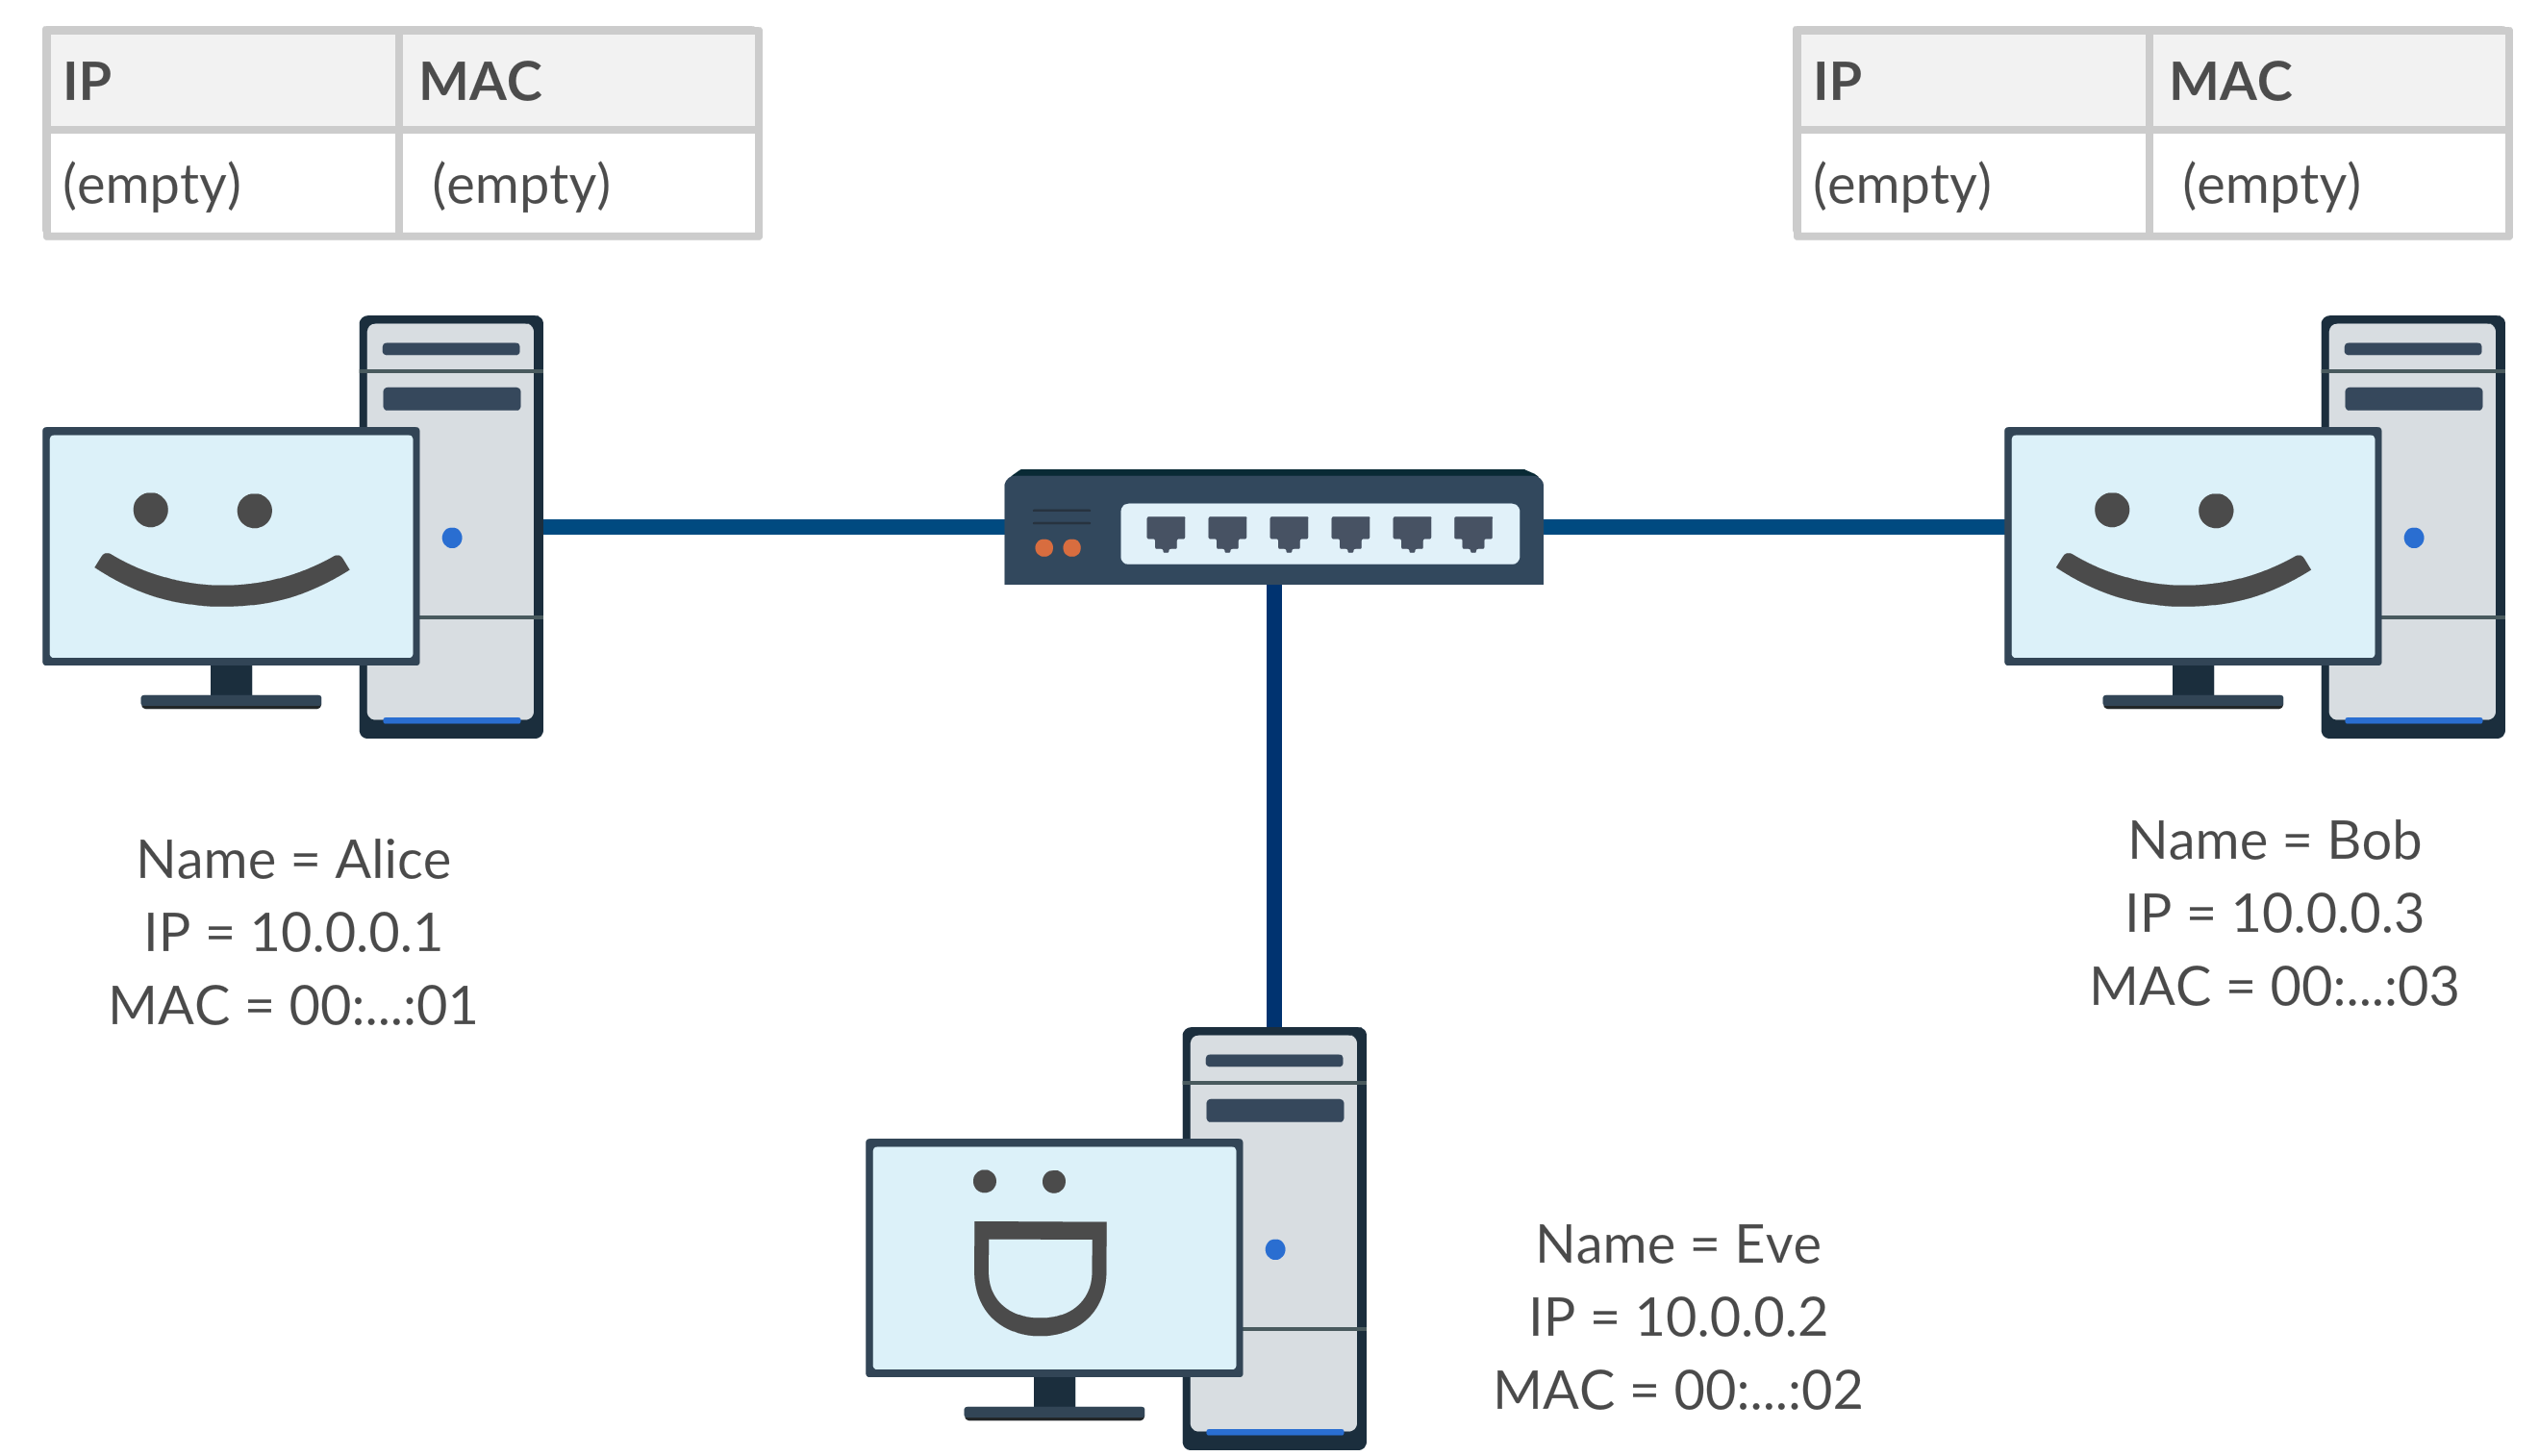 IP MAC
(empty) (empty)
IP MAC
(empty) (empty)
Name = Alice
IP = 10.0.0.1
MAC = 00:...:01
Name = Bob
IP = 10.0.0.3
MAC = 00:...:03
Name = Eve
IP = 10.0.0.2
MAC = 00:...:02